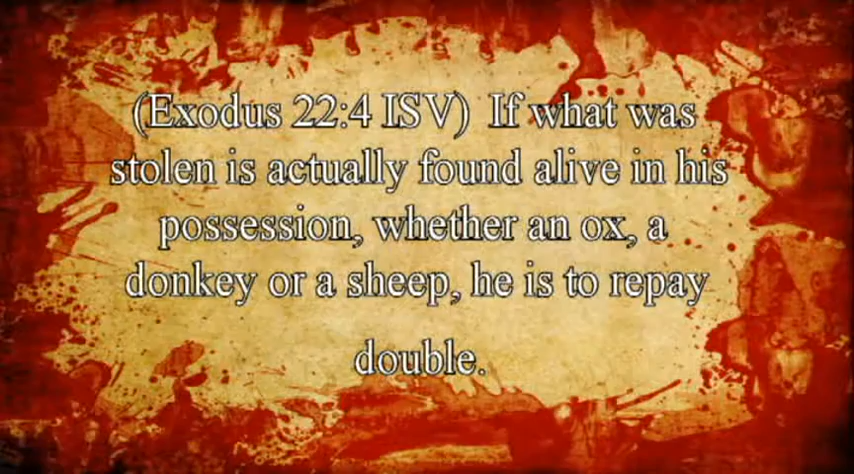 (Exodus 22:4 ISV) If what was
stolen is actually found alive in his
possession, whether an ox, a
donkey or a sheep, he is to repay
double.